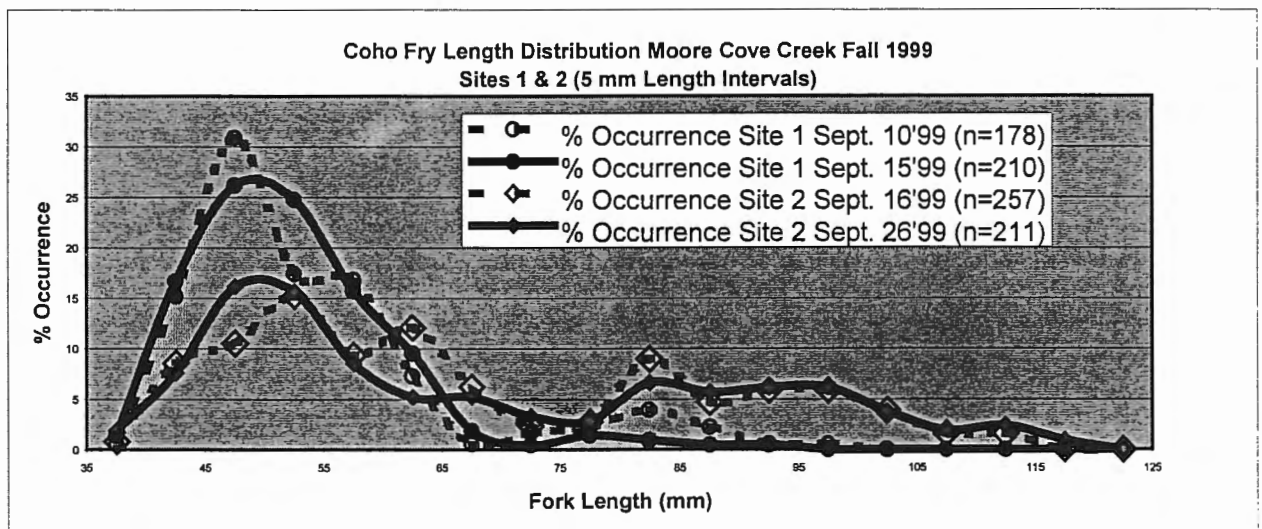 Coho Fry Length Distribution Moore Cove Creek Fall 1999
Sites 1 & 2 (5 mm Length Intervals)
% Occurrence Site 1 Sept. 10'99 (n=178)
% Occurrence Site 1 Sept. 15'99 (n=210)
% Occurrence Site 2 Sept. 16'99 (n=257)
% Occurrence Site 2 Sept. 26'99 (n=211)
% Occurrence
35
30
25
20
15
10
5
0
35 45 55 65 75 85 95 105 115 125
Fork Length (mm)